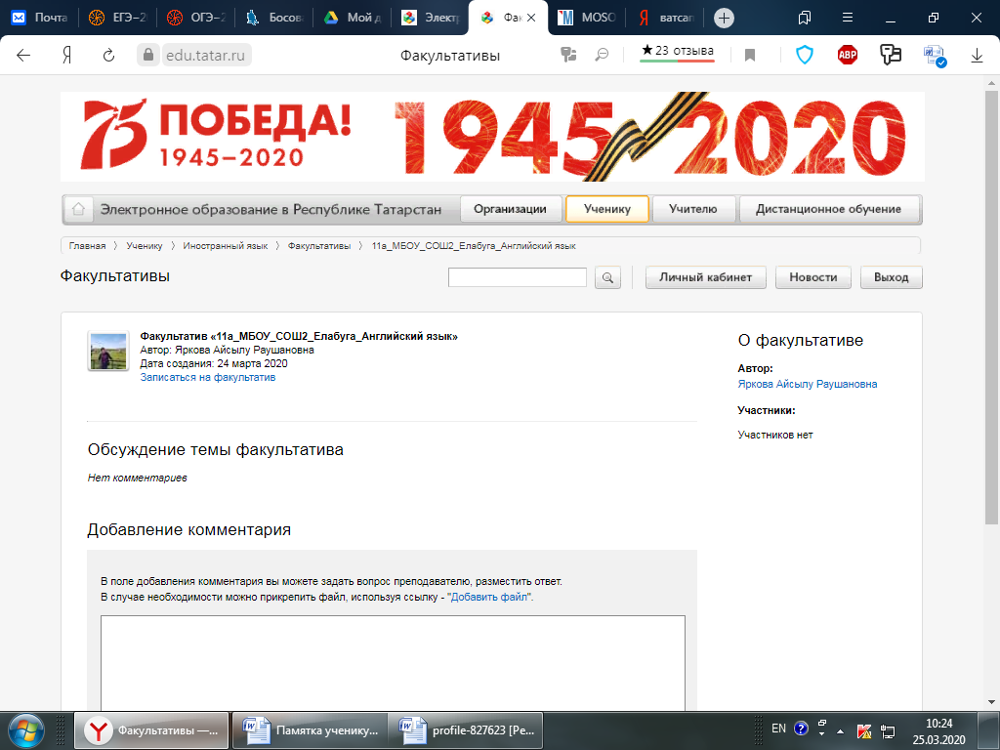 Почта
ЕГЭ–2
ОГЭ–2
Босова
Мой д
Элект
Фак
MOSO
ватсап
Факультативы
edu.tatar.ru
★23 отзыва
ABP
75 ПОБЕДА!
1945–2020
1945 2020
Электронное образование в Республике Татарстан
Организации
Ученику
Учителю
Дистанционное обучение
Главная 〉 Ученику 〉 Иностранный язык 〉 Факультативы 〉 11а_МБОУ_СОШ2_Елабуга_Английский язык
Факультативы
Личный кабинет
Новости
Выход
Факультатив «11а_МБОУ_СОШ2_Елабуга_Английский язык»
Автор: Яркова Айсылу Раушановна
Дата создания: 24 марта 2020
Записаться на факультатив
О факультативе
Автор:
Яркова Айсылу Раушановна
Участники:
Участников нет
Обсуждение темы факультатива
Нет комментариев
Добавление комментария
В поле добавления комментария вы можете задать вопрос преподавателю, разместить ответ.
В случае необходимости можно прикрепить файл, используя ссылку - "Добавить файл".
Факультативы —...
Памятка ученику...
profile-827623 [Ре...
EN
10:24
25.03.2020